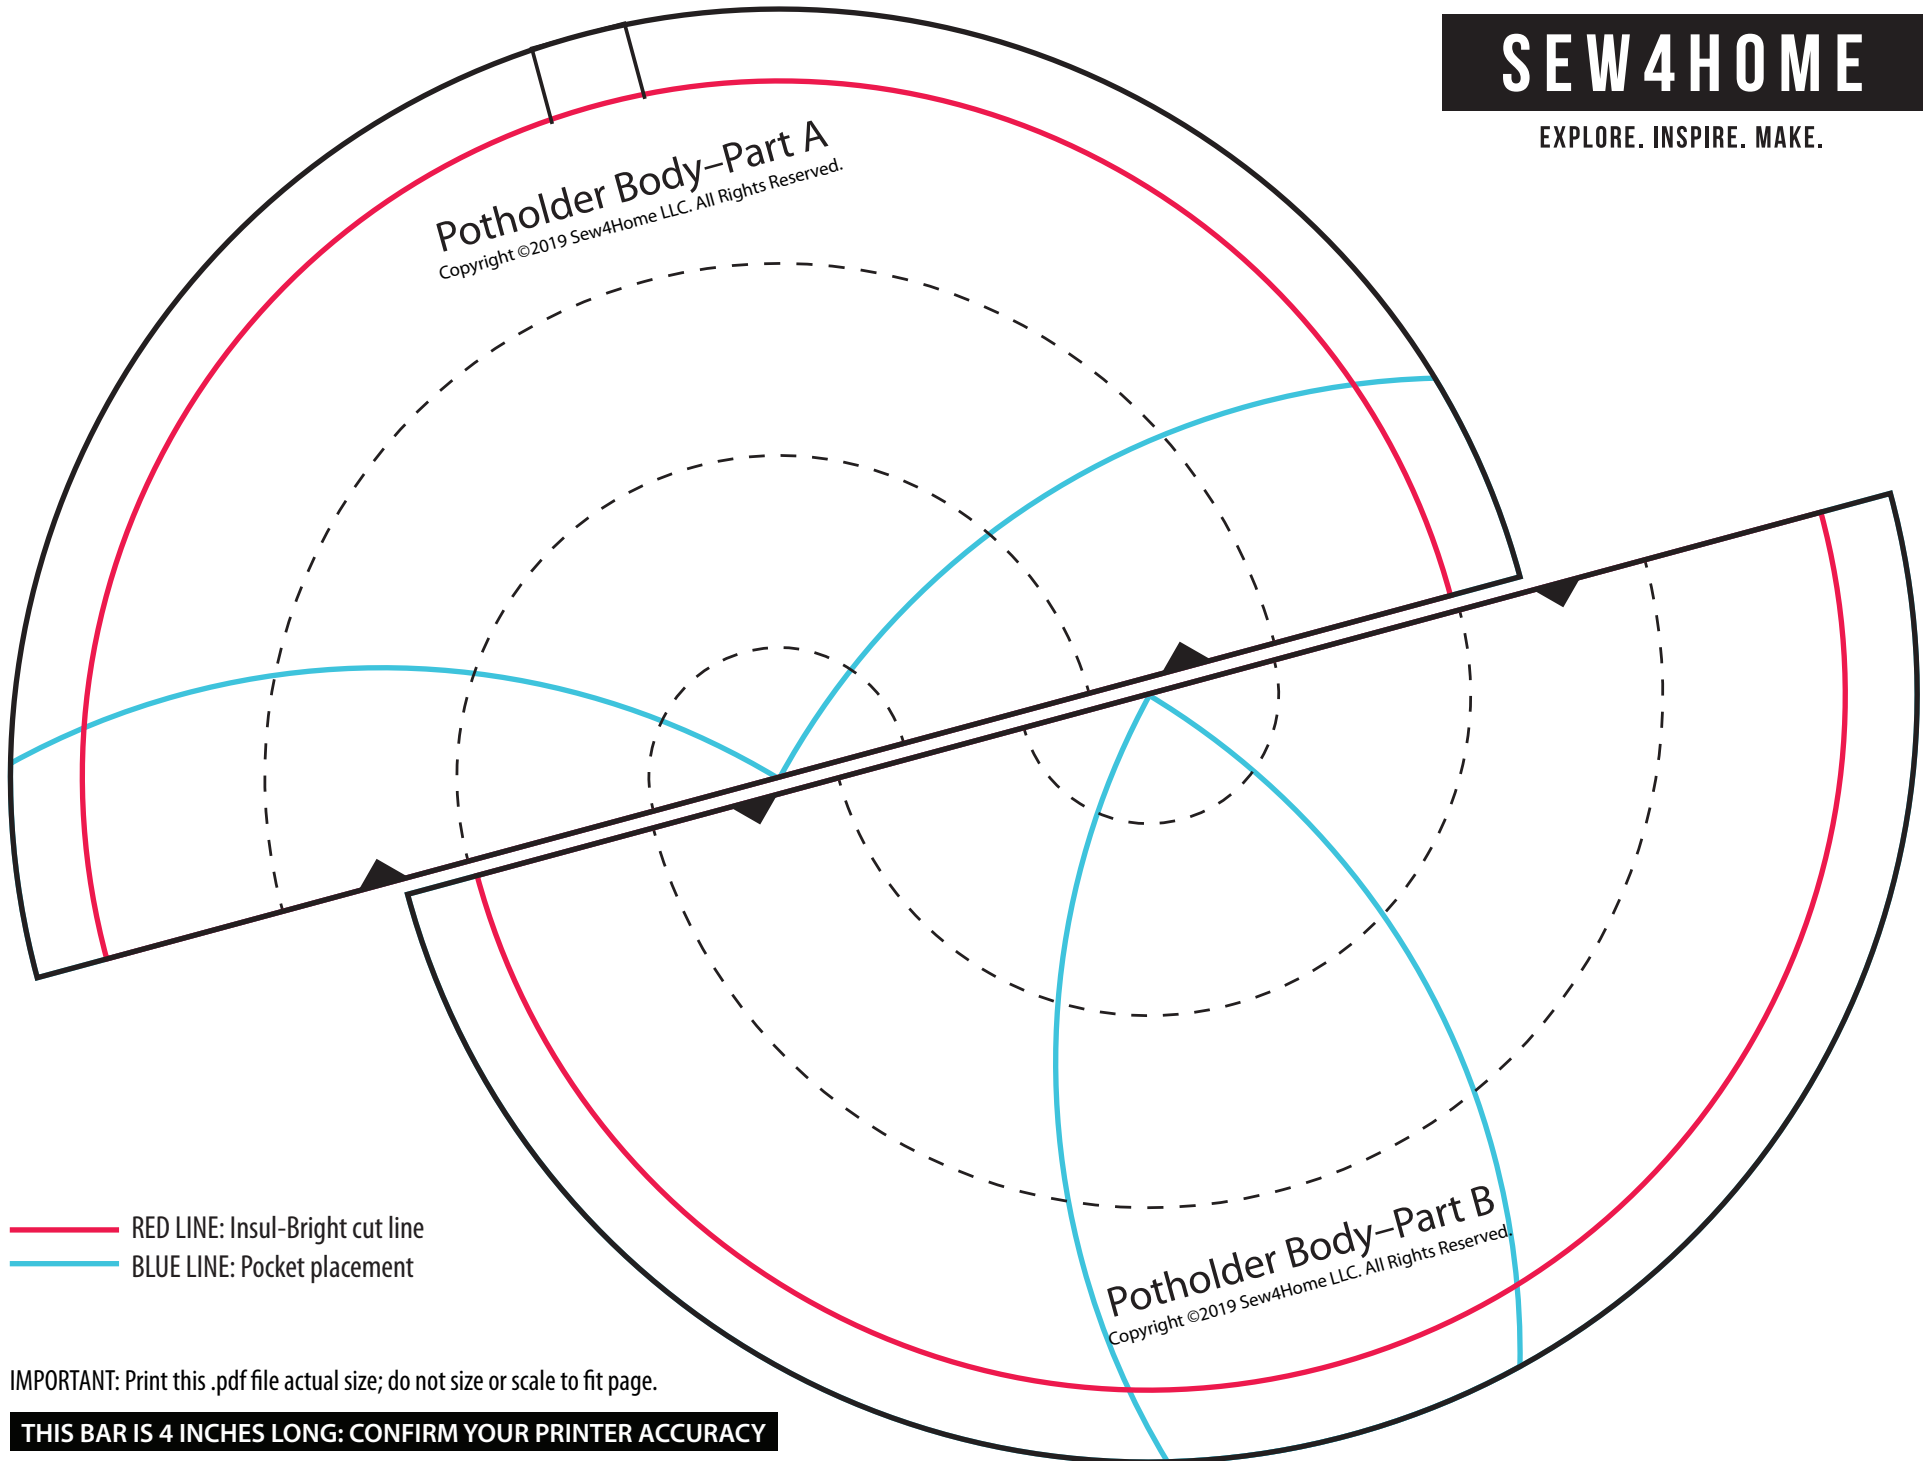 SEW4HOME
EXPLORE. INSPIRE. MAKE.
Potholder Body–Part A
Copyright ©2019 Sew4Home LLC. All Rights Reserved.
Potholder Body–Part B
Copyright ©2019 Sew4Home LLC. All Rights Reserved.
RED LINE: Insul-Bright cut line
BLUE LINE: Pocket placement
IMPORTANT: Print this .pdf file actual size; do not size or scale to fit page.
THIS BAR IS 4 INCHES LONG: CONFIRM YOUR PRINTER ACCURACY